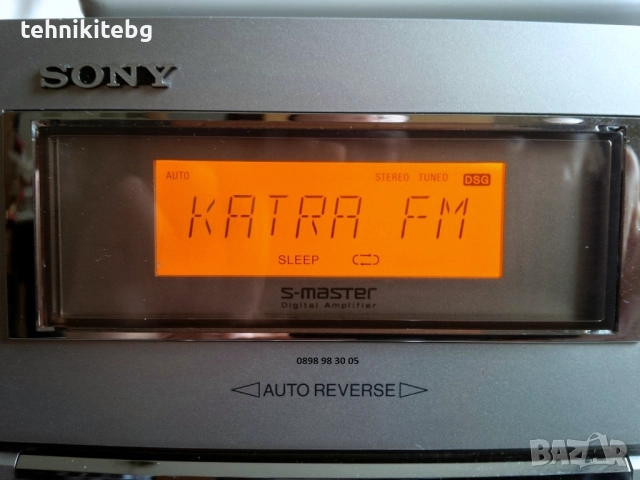 tehnikitebg
SONY
AUTO STEREO TUNED DSG
KATRA FM
SLEEP
S-master
Digital Amplifier
0898 98 30 05
AUTO REVERSE
BAZAR